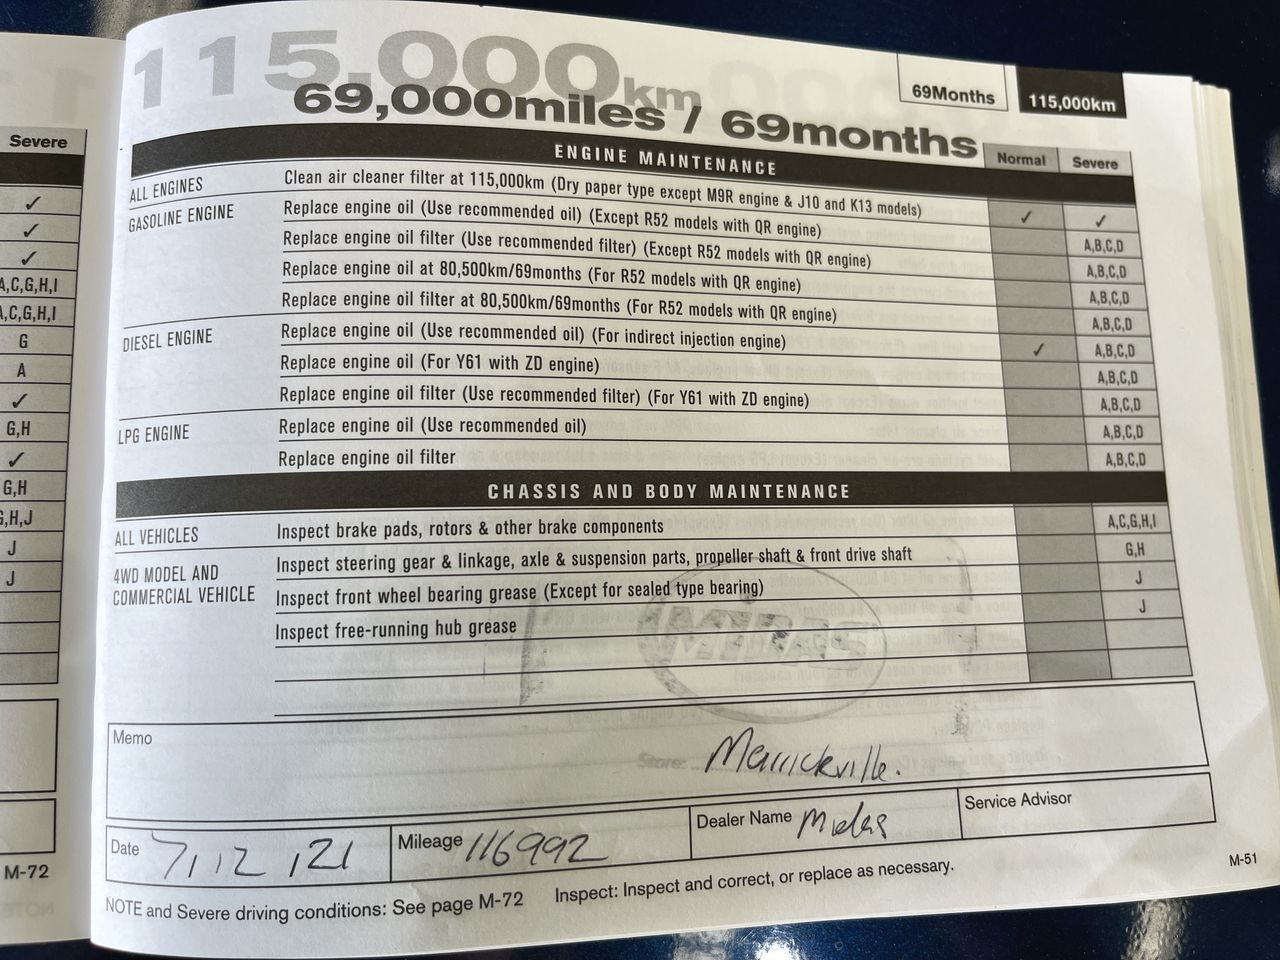 115,000km
69,000miles / 69months
69Months
115,000km
Normal
Severe
ENGINE MAINTENANCE
ALL ENGINES
Clean air cleaner filter at 115,000km (Dry paper type except M9R engine & J10 and K13 models)
✓
✓
GASOLINE ENGINE
Replace engine oil (Use recommended oil) (Except R52 models with QR engine)
A,B,C,D
Replace engine oil filter (Use recommended filter) (Except R52 models with QR engine)
A,B,C,D
Replace engine oil at 80,500km/69months (For R52 models with QR engine)
A,B,C,D
Replace engine oil filter at 80,500km/69months (For R52 models with QR engine)
A,B,C,D
DIESEL ENGINE
Replace engine oil (Use recommended oil) (For indirect injection engine)
✓
A,B,C,D
Replace engine oil (For Y61 with ZD engine)
A,B,C,D
Replace engine oil filter (Use recommended filter) (For Y61 with ZD engine)
A,B,C,D
LPG ENGINE
Replace engine oil (Use recommended oil)
A,B,C,D
Replace engine oil filter
A,B,C,D
CHASSIS AND BODY MAINTENANCE
ALL VEHICLES
Inspect brake pads, rotors & other brake components
A,C,G,H,I
Inspect steering gear & linkage, axle & suspension parts, propeller shaft & front drive shaft
G,H
4WD MODEL AND
COMMERCIAL VEHICLE
Inspect front wheel bearing grease (Except for sealed type bearing)
J
Inspect free-running hub grease
J
MIDAS
Memo
Store:
Marrickville.
Date 7/12/21
Mileage 116992
Dealer Name Midas
Service Advisor
NOTE and Severe driving conditions: See page M-72
Inspect: Inspect and correct, or replace as necessary.
M-51
Severe
✓
✓
✓
A,C,G,H,I
A,C,G,H,I
G
A
✓
G,H
✓
G,H
G,H,J
J
J
M-72